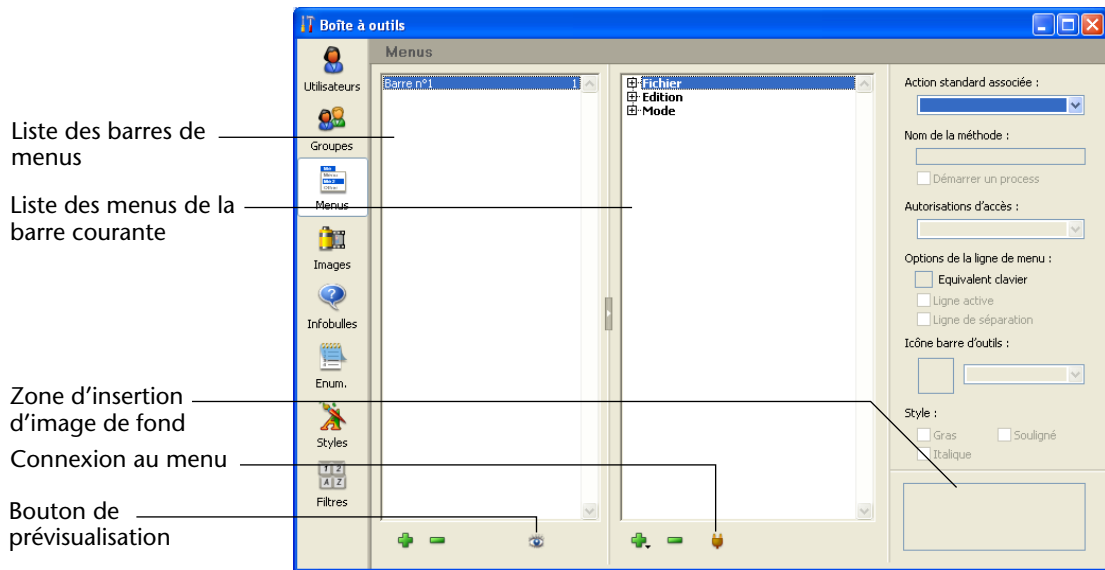 Boîte à outils
Menus
Utilisateurs
Groupes
Menus
Images
Infobulles
Enum.
Styles
Filtres
Barre n°1 1
Fichier
Edition
Mode
Action standard associée :
Nom de la méthode :
Démarrer un process
Autorisations d'accès :
Options de la ligne de menu :
Equivalent clavier
Ligne active
Ligne de séparation
Icône barre d'outils :
Style :
Gras Souligné
Italique
Liste des barres de
menus
Liste des menus de la
barre courante
Zone d'insertion
d'image de fond
Connexion au menu
Bouton de
prévisualisation